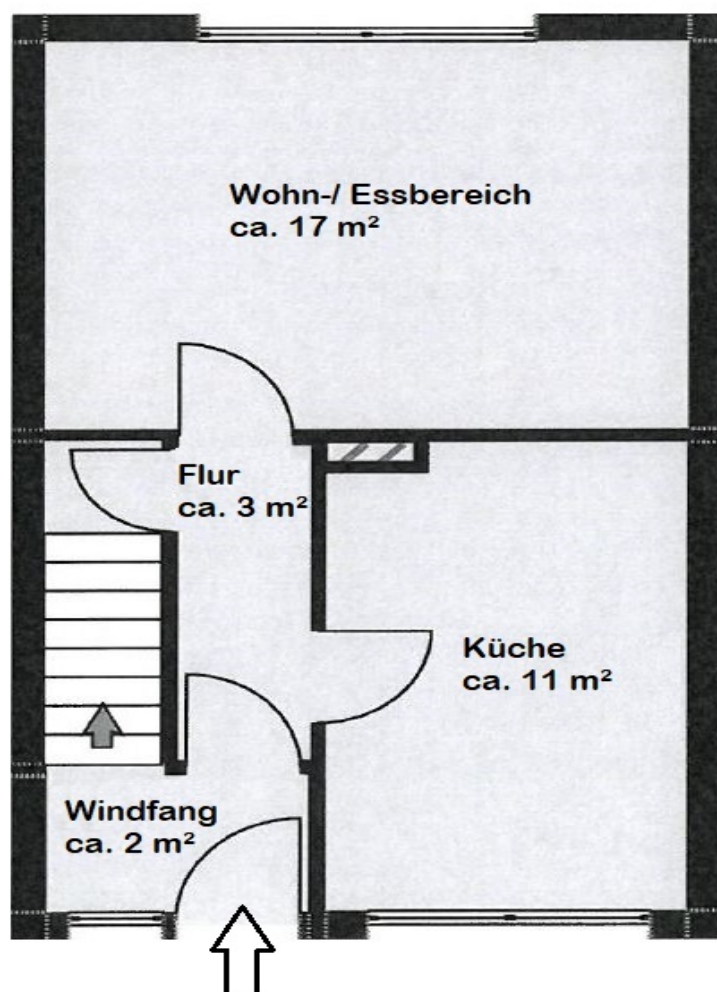 Wohn-/ Essbereich
ca. 17 m²
Flur
ca. 3 m²
Küche
ca. 11 m²
Windfang
ca. 2 m²